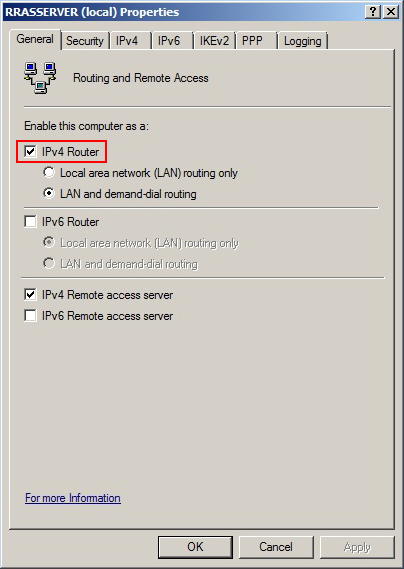 RRASSERVER (local) Properties
General Security IPv4 IPv6 IKEv2 PPP Logging
Routing and Remote Access
Enable this computer as a:
IPv4 Router
Local area network (LAN) routing only
LAN and demand-dial routing
IPv6 Router
Local area network (LAN) routing only
LAN and demand-dial routing
IPv4 Remote access server
IPv6 Remote access server
For more Information
OK Cancel Apply